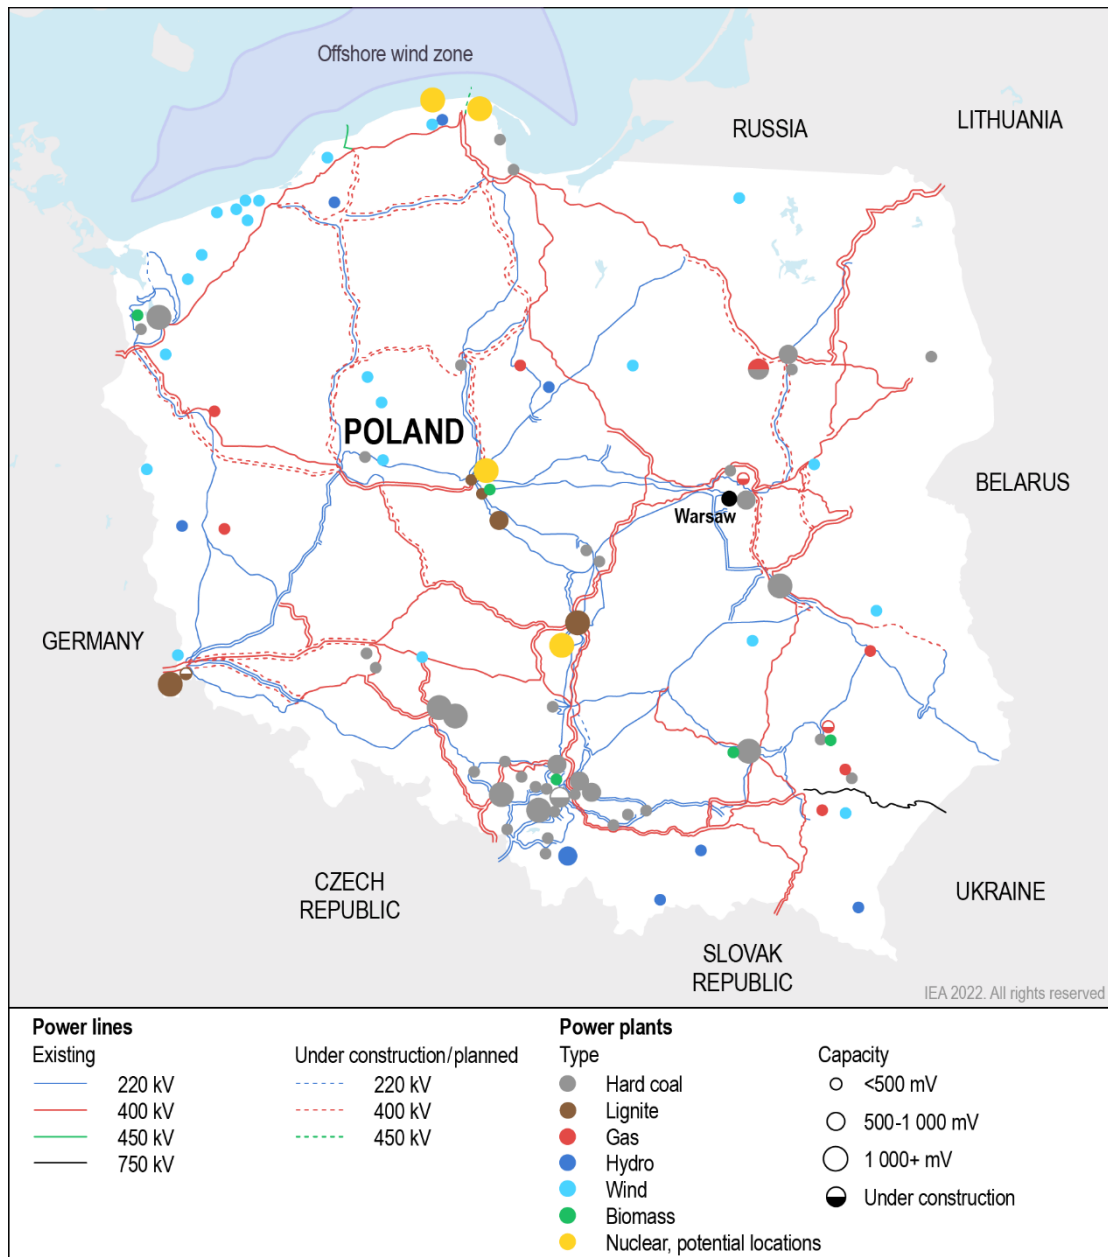 Offshore wind zone
RUSSIA
LITHUANIA
POLAND
BELARUS
Warsaw
GERMANY
CZECH
REPUBLIC
UKRAINE
SLOVAK
REPUBLIC
IEA 2022. All rights reserved
Power lines
Existing
220 kV
400 kV
450 kV
750 kV
Under construction/planned
220 kV
400 kV
450 kV
Power plants
Type
Hard coal
Lignite
Gas
Hydro
Wind
Biomass
Nuclear, potential locations
Capacity
<500 mV
500-1 000 mV
1 000+ mV
Under construction